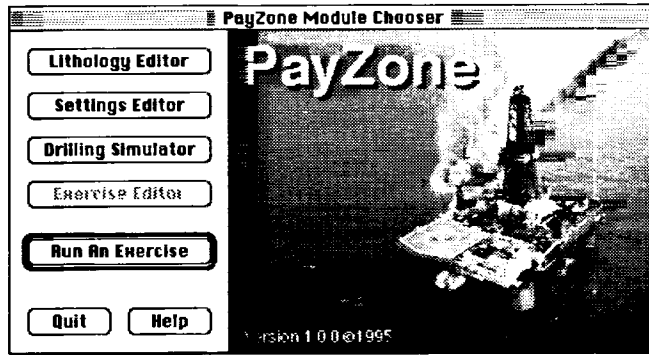 PayZone Module Chooser
PayZone
Lithology Editor
Settings Editor
Drilling Simulator
Exercise Editor
Run An Exercise
Quit
Help
Version 1.0.0©1995